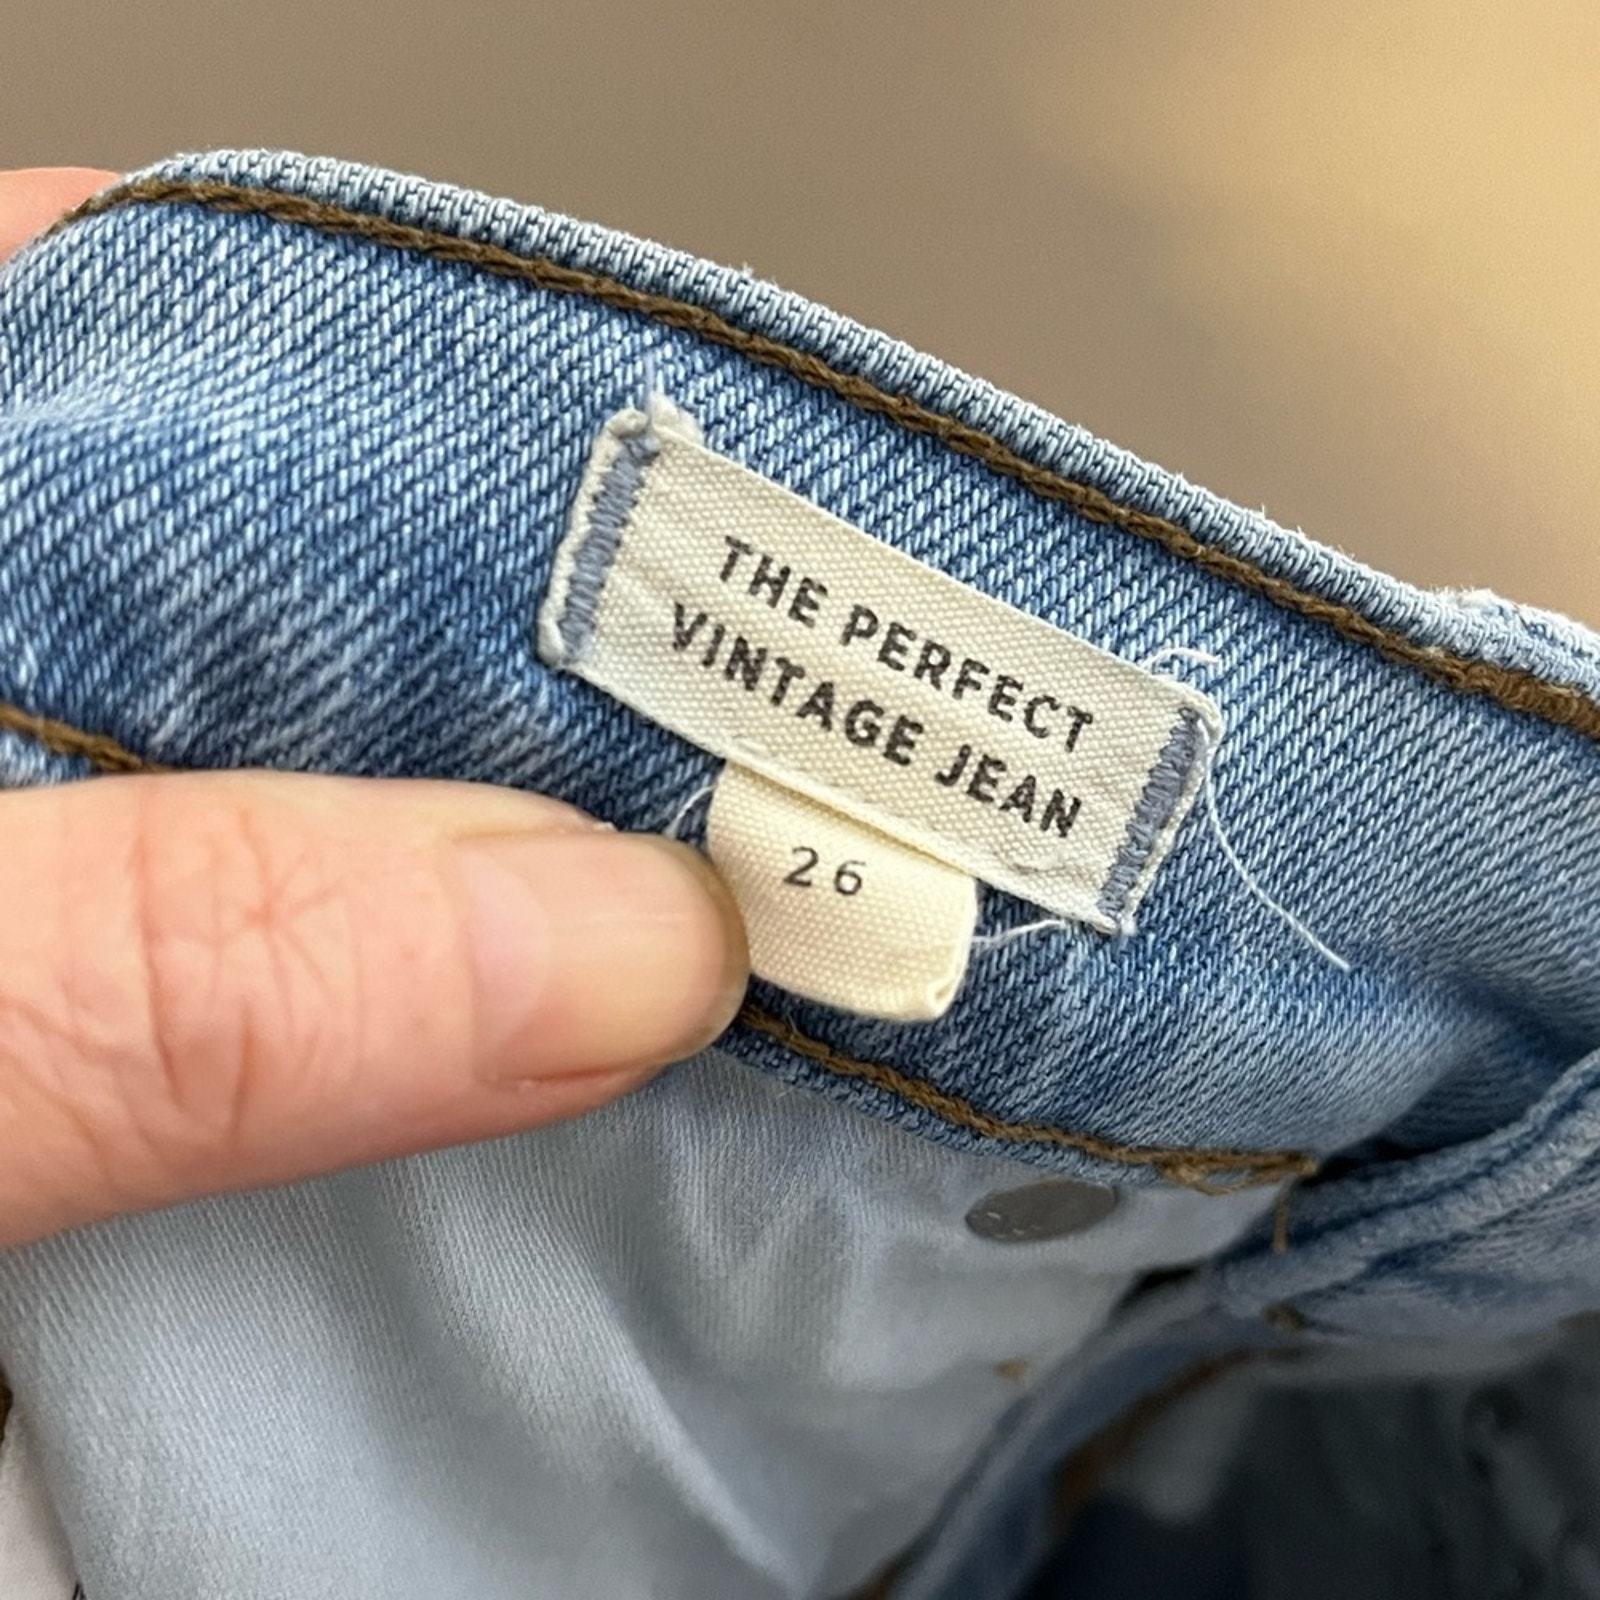 THE PERFECT
VINTAGE JEAN
26